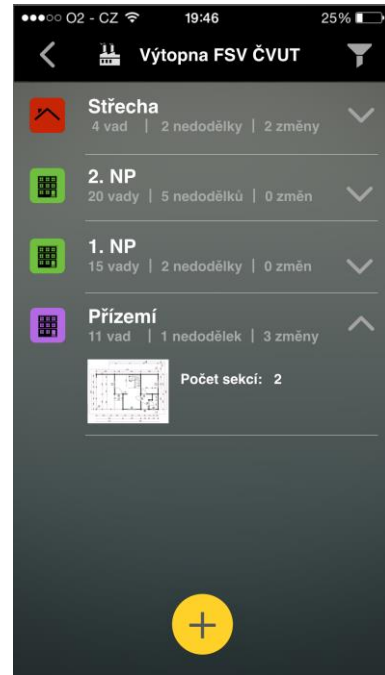 O2 - CZ 19:46 25%
Výtopna FSV ČVUT
Střecha
4 vad | 2 nedodělky | 2 změny
2. NP
20 vady | 5 nedodělků | 0 změn
1. NP
15 vady | 2 nedodělky | 0 změn
Přízemí
11 vad | 1 nedodělek | 3 změny
Počet sekcí: 2